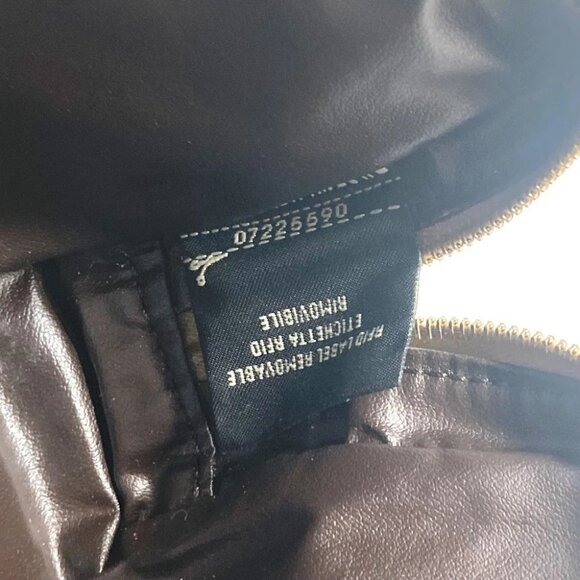 07225590
RFID LABEL REMOVABLE
ETICHETTA RFID
RIMOVIBILE